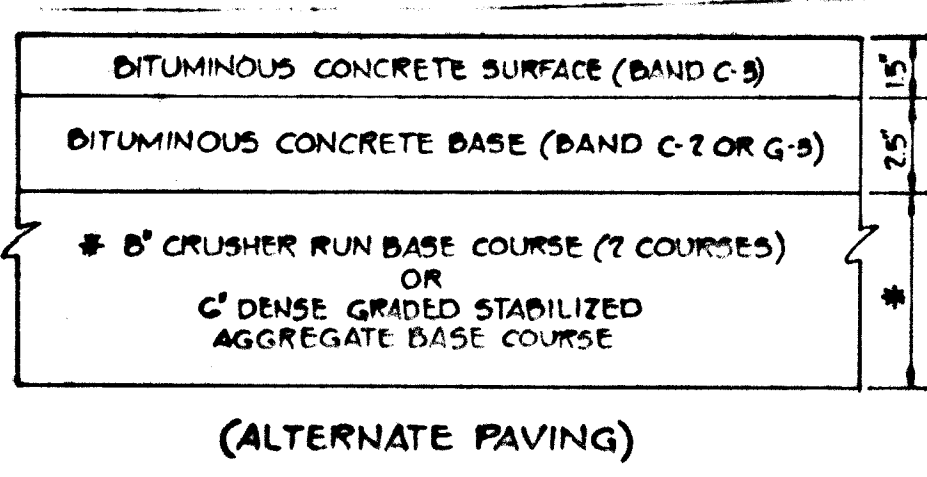 BITUMINOUS CONCRETE SURFACE (BAND C-3)
1.5"
BITUMINOUS CONCRETE BASE (BAND C-2 OR G-3)
2.5"
* 8" CRUSHER RUN BASE COURSE (2 COURSES)
OR
6" DENSE GRADED STABILIZED
AGGREGATE BASE COURSE
*
(ALTERNATE PAVING)